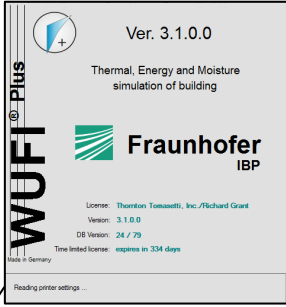 Ver. 3.1.0.0
Thermal, Energy and Moisture
simulation of building
WUFI® Plus
Fraunhofer
IBP
License: Thornton Tomasetti, Inc./Richard Grant
Version: 3.1.0.0
DB Version: 24 / 79
Time limited license: expires in 334 days
Made in Germany
Reading printer settings ...